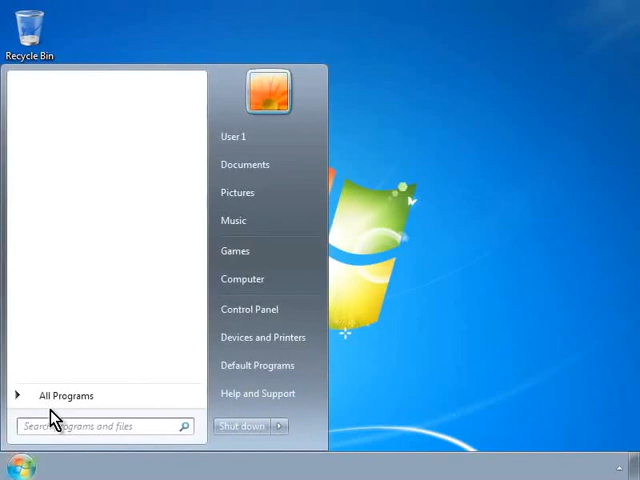 Recycle Bin
User 1
Documents
Pictures
Music
Games
Computer
Control Panel
Devices and Printers
Default Programs
Help and Support
All Programs
Search programs and files
Shut down